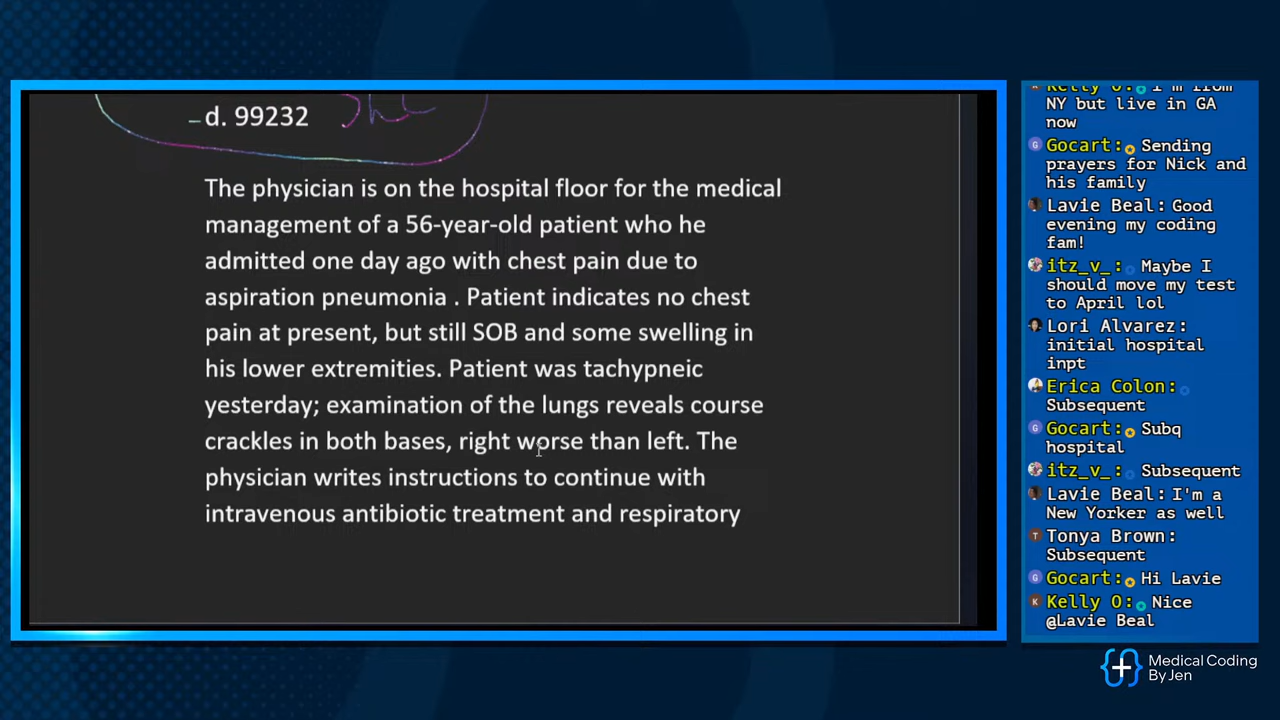 d. 99232
SHC
The physician is on the hospital floor for the medical
management of a 56-year-old patient who he
admitted one day ago with chest pain due to
aspiration pneumonia . Patient indicates no chest
pain at present, but still SOB and some swelling in
his lower extremities. Patient was tachypneic
yesterday; examination of the lungs reveals course
crackles in both bases, right worse than left. The
physician writes instructions to continue with
intravenous antibiotic treatment and respiratory
Kelly O: I'm from
NY but live in GA
now
G Gocart: Sending
prayers for Nick and
his family
Lavie Beal: Good
evening my coding
fam!
itz_v_: Maybe I
should move my test
to April lol
Lori Alvarez:
initial hospital
inpt
Erica Colon:
Subsequent
G Gocart: Subq
hospital
itz_v_: Subsequent
Lavie Beal: I'm a
New Yorker as well
T Tonya Brown:
Subsequent
G Gocart: Hi Lavie
K Kelly O: Nice
@Lavie Beal
Medical Coding
By Jen